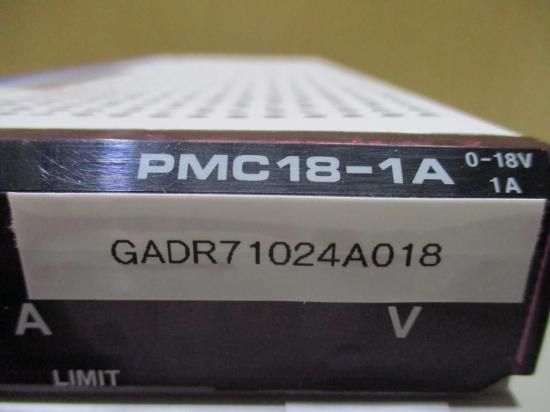 PMC18-1A 0-18V
1A
GADR71024A018
A V
LIMIT